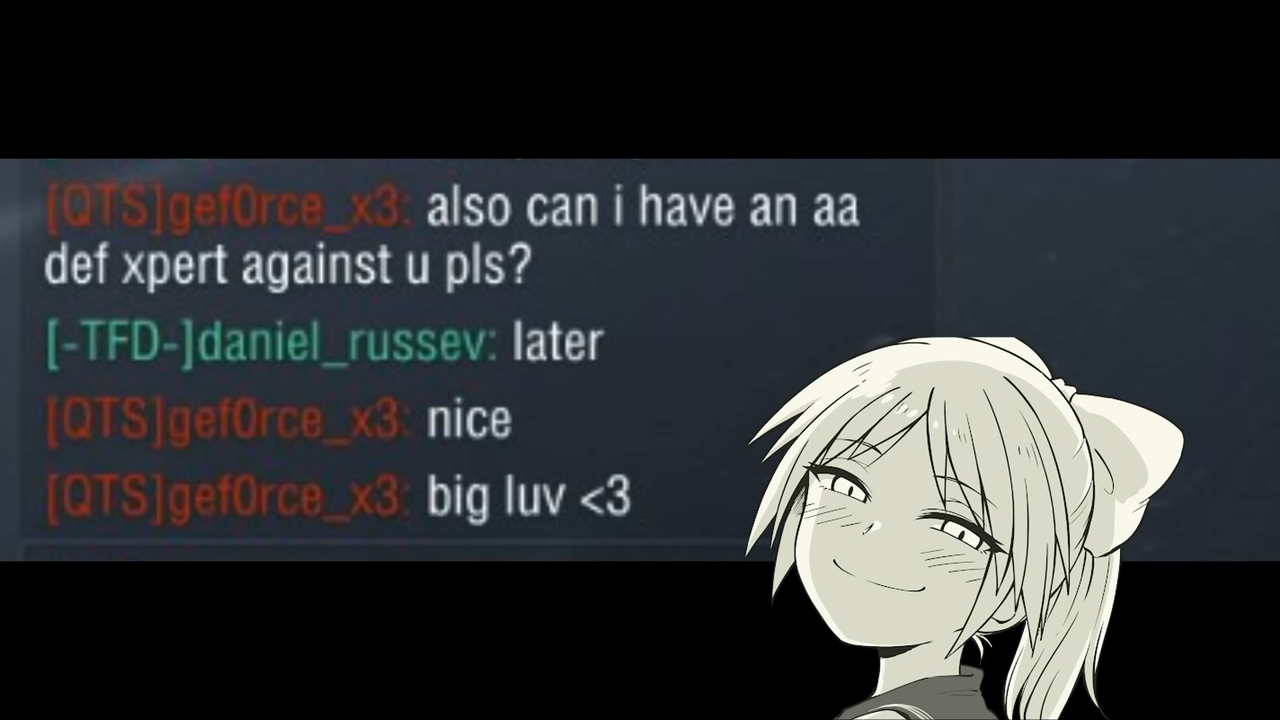 [QTS]gef0rce_x3: also can i have an aa
def xpert against u pls?
[-TFD-]daniel_russev: later
[QTS]gef0rce_x3: nice
[QTS]gef0rce_x3: big luv <3